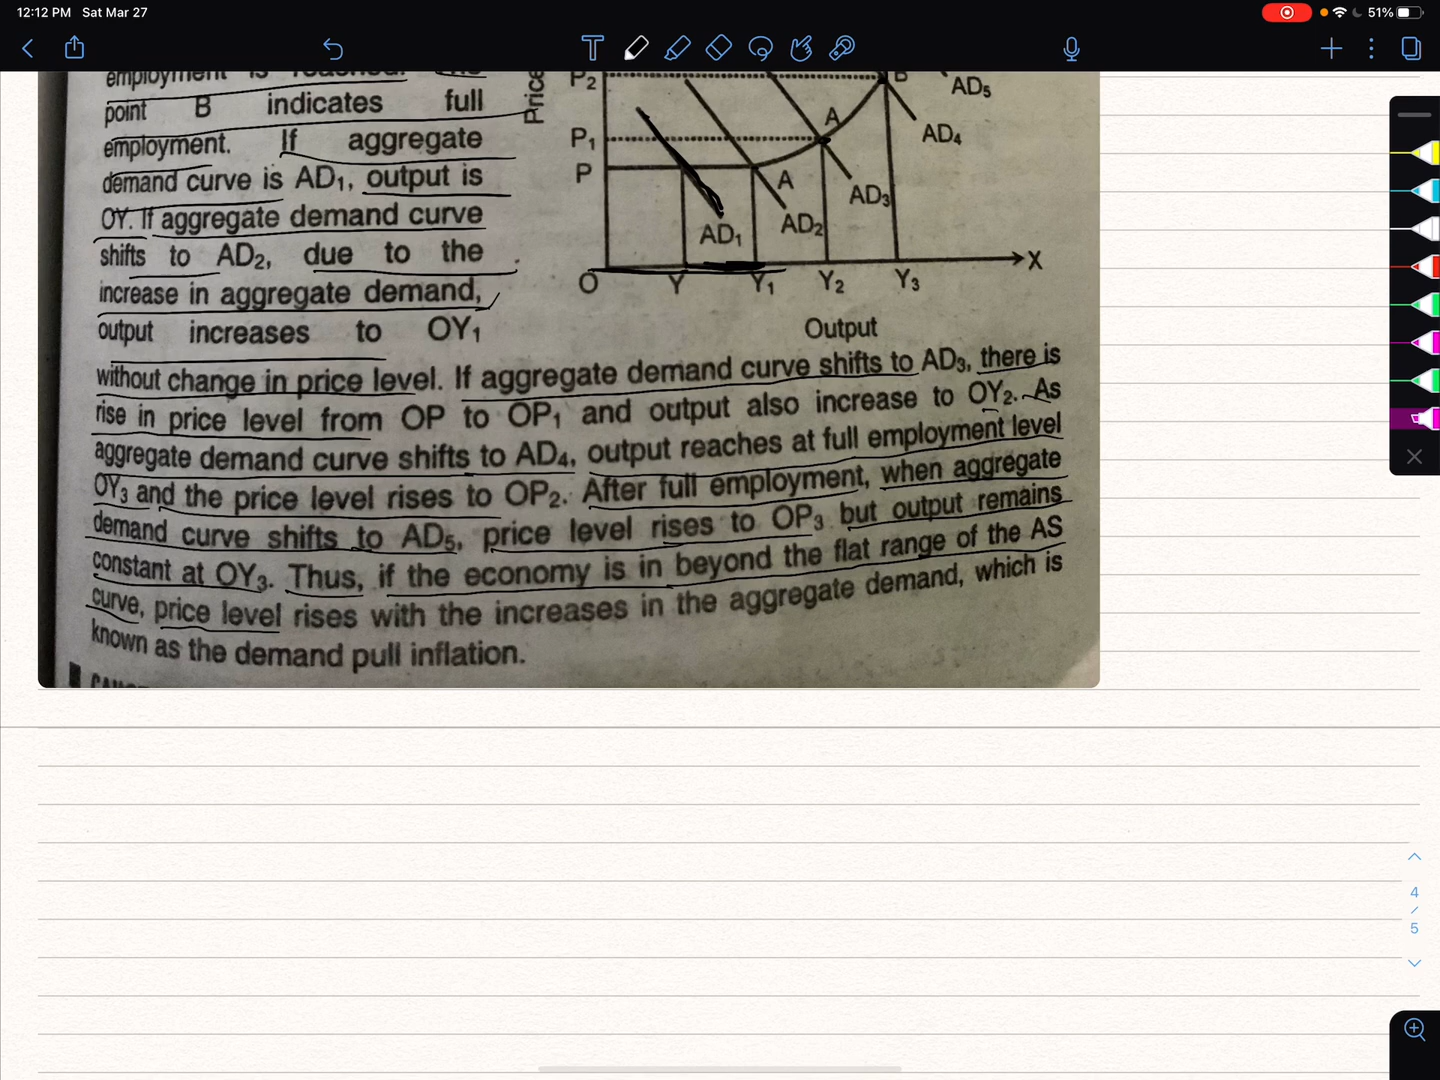 12:12 PM Sat Mar 27
51%
employment is reached. The
point B indicates full
employment. If aggregate
demand curve is AD₁, output is
OY. If aggregate demand curve
shifts to AD₂, due to the
increase in aggregate demand,
output increases to OY₁
without change in price level. If aggregate demand curve shifts to AD₃, there is
rise in price level from OP to OP₁ and output also increase to OY₂. As
aggregate demand curve shifts to AD₄, output reaches at full employment level
OY₃ and the price level rises to OP₂. After full employment, when aggregate
demand curve shifts to AD₅, price level rises to OP₃ but output remains
constant at OY₃. Thus, if the economy is in beyond the flat range of the AS
curve, price level rises with the increases in the aggregate demand, which is
known as the demand pull inflation.
Price
P₂
P₁
P
B
A
A
AD₅
AD₄
AD₃
AD₂
AD₁
O Y Y₁ Y₂ Y₃ X
Output
4
/
5